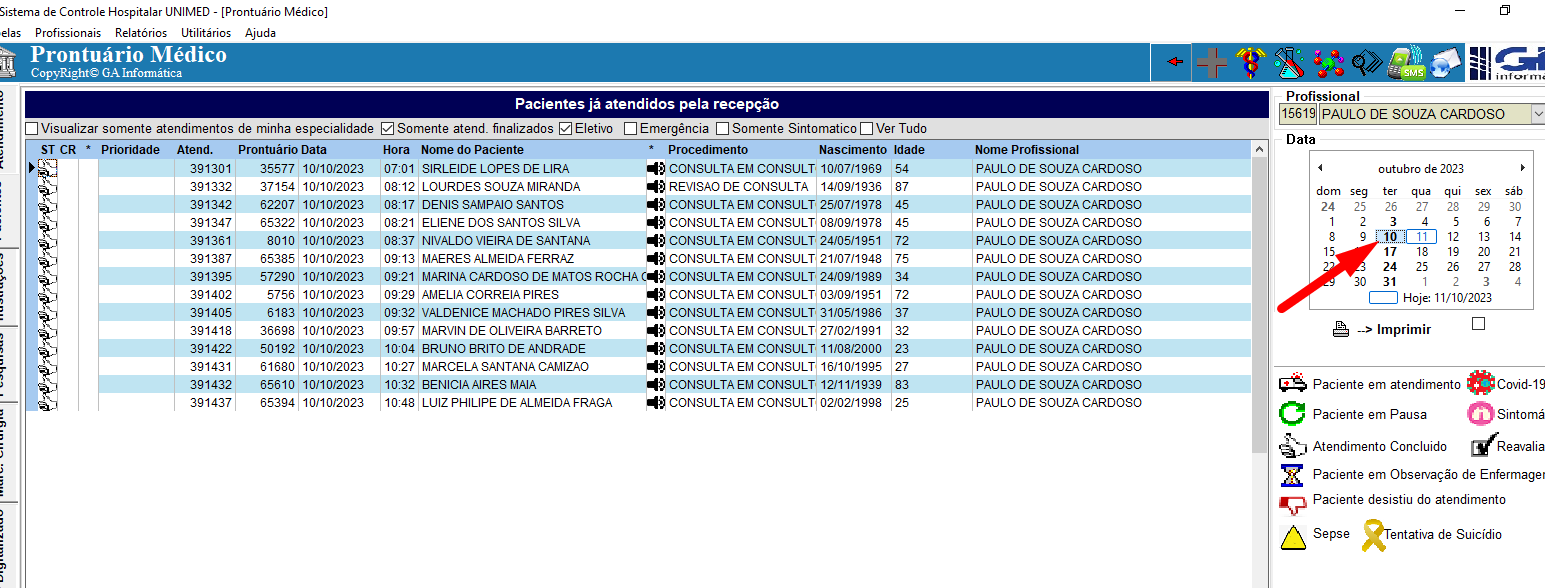 Sistema de Controle Hospitalar UNIMED - [Prontuário Médico]
elas Profissionais Relatórios Utilitários Ajuda
Prontuário Médico
CopyRight© GA Informática
SMS
Pacientes já atendidos pela recepção
Visualizar somente atendimentos de minha especialidade Somente atend. finalizados Eletivo Emergência Somente Sintomatico Ver Tudo
ST CR * Prioridade Atend. Prontuário Data Hora Nome do Paciente * Procedimento Nascimento Idade Nome Profissional
391301 35577 10/10/2023 07:01 SIRLEIDE LOPES DE LIRA CONSULTA EM CONSULT 10/07/1969 54 PAULO DE SOUZA CARDOSO
391332 37154 10/10/2023 08:12 LOURDES SOUZA MIRANDA REVISAO DE CONSULTA 14/09/1936 87 PAULO DE SOUZA CARDOSO
391342 62207 10/10/2023 08:17 DENIS SAMPAIO SANTOS CONSULTA EM CONSULT 25/07/1978 45 PAULO DE SOUZA CARDOSO
391347 65322 10/10/2023 08:21 ELIENE DOS SANTOS SILVA CONSULTA EM CONSULT 08/09/1978 45 PAULO DE SOUZA CARDOSO
391361 8010 10/10/2023 08:37 NIVALDO VIEIRA DE SANTANA CONSULTA EM CONSULT 24/05/1951 72 PAULO DE SOUZA CARDOSO
391387 65385 10/10/2023 09:13 MAERES ALMEIDA FERRAZ CONSULTA EM CONSULT 21/07/1948 75 PAULO DE SOUZA CARDOSO
391395 57290 10/10/2023 09:21 MARINA CARDOSO DE MATOS ROCHA CONSULTA EM CONSULT 24/09/1989 34 PAULO DE SOUZA CARDOSO
391402 5756 10/10/2023 09:29 AMELIA CORREIA PIRES CONSULTA EM CONSULT 03/09/1951 72 PAULO DE SOUZA CARDOSO
391405 6183 10/10/2023 09:32 VALDENICE MACHADO PIRES SILVA CONSULTA EM CONSULT 31/05/1986 37 PAULO DE SOUZA CARDOSO
391418 36698 10/10/2023 09:57 MARVIN DE OLIVEIRA BARRETO CONSULTA EM CONSULT 27/02/1991 32 PAULO DE SOUZA CARDOSO
391422 50192 10/10/2023 10:04 BRUNO BRITO DE ANDRADE CONSULTA EM CONSULT 11/08/2000 23 PAULO DE SOUZA CARDOSO
391431 61680 10/10/2023 10:27 MARCELA SANTANA CAMIZAO CONSULTA EM CONSULT 16/10/1995 27 PAULO DE SOUZA CARDOSO
391432 65610 10/10/2023 10:32 BENICIA AIRES MAIA CONSULTA EM CONSULT 12/11/1939 83 PAULO DE SOUZA CARDOSO
391437 65394 10/10/2023 10:48 LUIZ PHILIPE DE ALMEIDA FRAGA CONSULTA EM CONSULT 02/02/1998 25 PAULO DE SOUZA CARDOSO
Profissional
15619 PAULO DE SOUZA CARDOSO
Data
outubro de 2023
dom seg ter qua qui sex sáb
24 25 26 27 28 29 30
1 2 3 4 5 6 7
8 9 10 11 12 13 14
15 17 18 19 20 21
22 23 24 25 26 27 28
29 30 31 1 2 3 4
Hoje: 11/10/2023
--> Imprimir
Paciente em atendimento Covid-19
Paciente em Pausa Sintomá
Atendimento Concluido Reavalia
Paciente em Observação de Enfermager
Paciente desistiu do atendimento
Sepse Tentativa de Suicídio